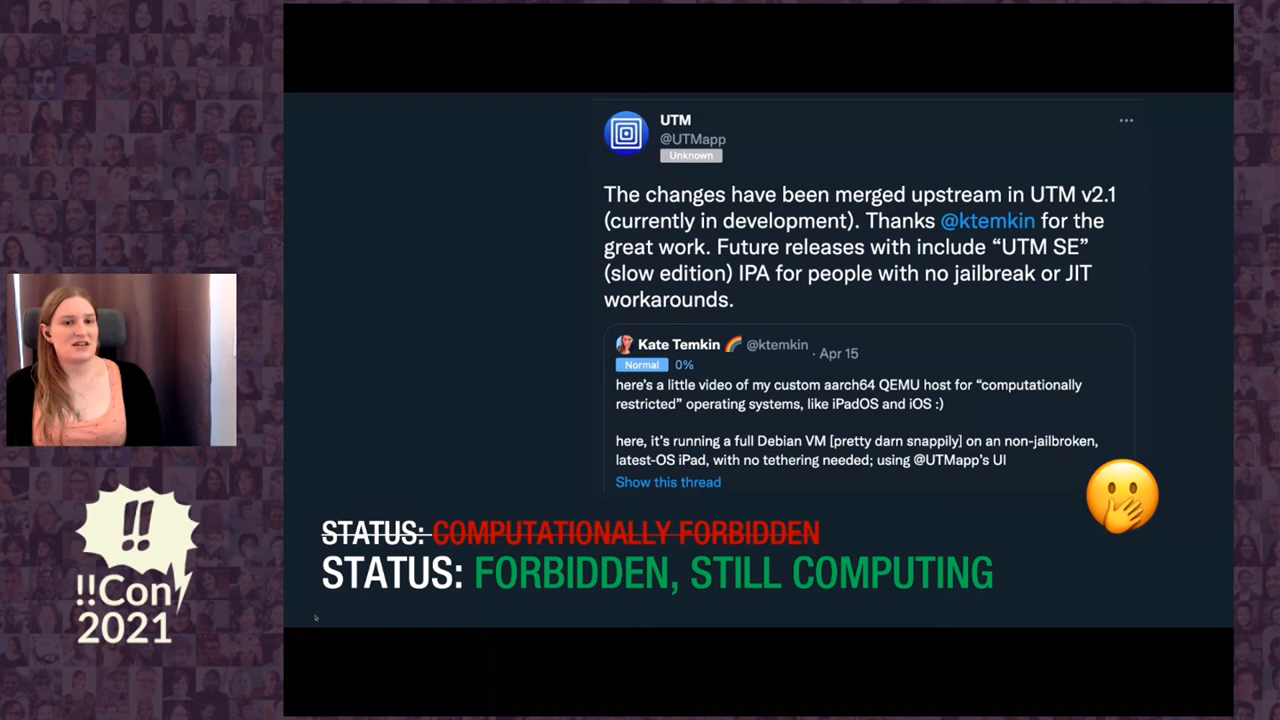 UTM
@UTMapp
Unknown
The changes have been merged upstream in UTM v2.1
(currently in development). Thanks @ktemkin for the
great work. Future releases with include “UTM SE”
(slow edition) IPA for people with no jailbreak or JIT
workarounds.
Kate Temkin 🌈 @ktemkin · Apr 15
Normal 0%
here’s a little video of my custom aarch64 QEMU host for “computationally
restricted” operating systems, like iPadOS and iOS :)
here, it’s running a full Debian VM [pretty darn snappily] on an non-jailbroken,
latest-OS iPad, with no tethering needed; using @UTMapp’s UI
Show this thread
STATUS: COMPUTATIONALLY FORBIDDEN
STATUS: FORBIDDEN, STILL COMPUTING
!!
!!Con
2021